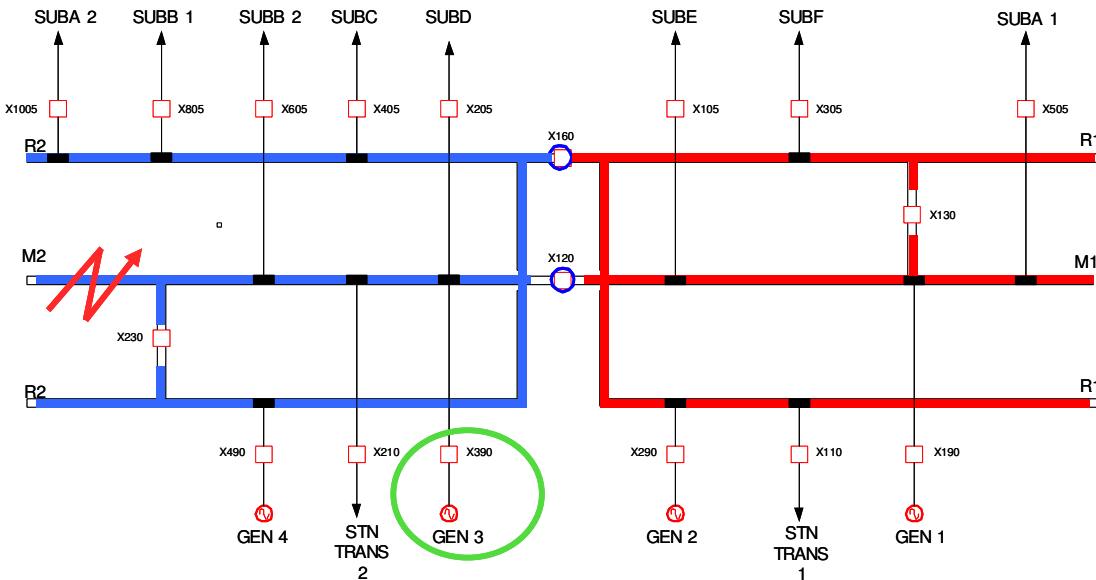 SUBA 2
SUBB 1
SUBB 2
SUBC
SUBD
SUBE
SUBF
SUBA 1
X1005
X805
X605
X405
X205
X105
X305
X505
X160
R2
R1
X130
M2
X120
M1
X230
R2
R1
X490
X210
X390
X290
X110
X190
GEN 4
STN
TRANS
2
GEN 3
GEN 2
STN
TRANS
1
GEN 1